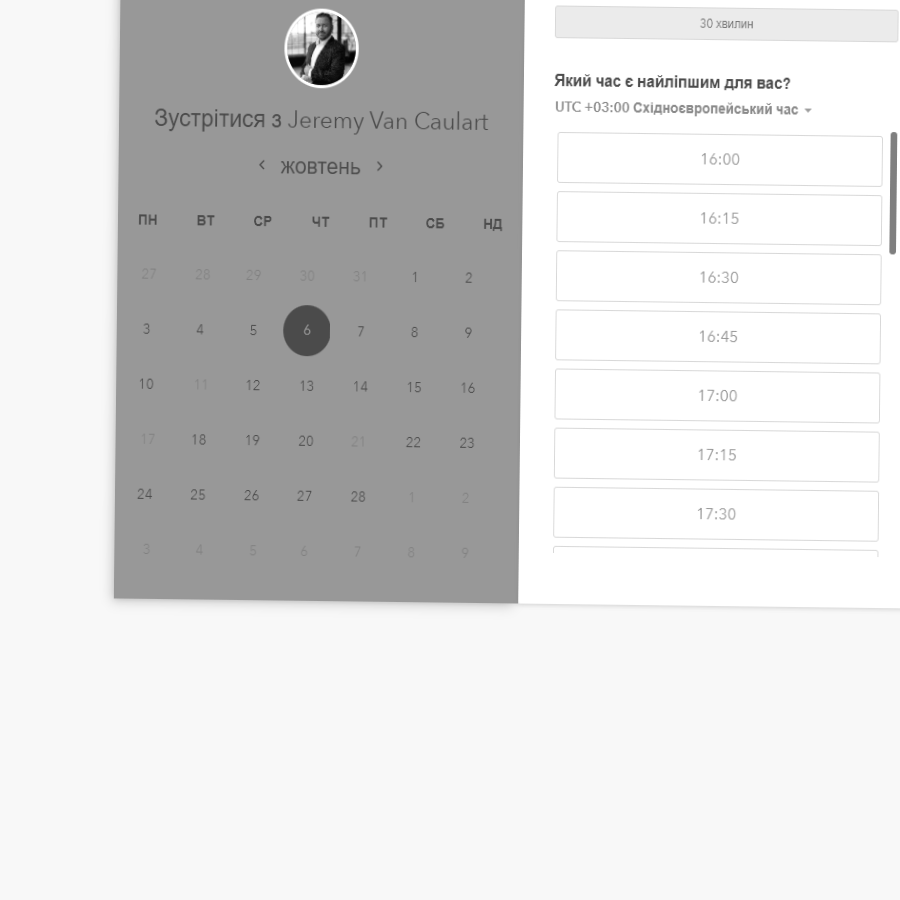 Зустрітися з Jeremy Van Caulart
‹ жовтень ›
ПН ВТ СР ЧТ ПТ СБ НД
27 28 29 30 31 1 2
3 4 5 6 7 8 9
10 11 12 13 14 15 16
17 18 19 20 21 22 23
24 25 26 27 28 1 2
3 4 5 6 7 8 9
30 хвилин
Який час є найліпшим для вас?
UTC +03:00 Східноєвропейський час
16:00
16:15
16:30
16:45
17:00
17:15
17:30